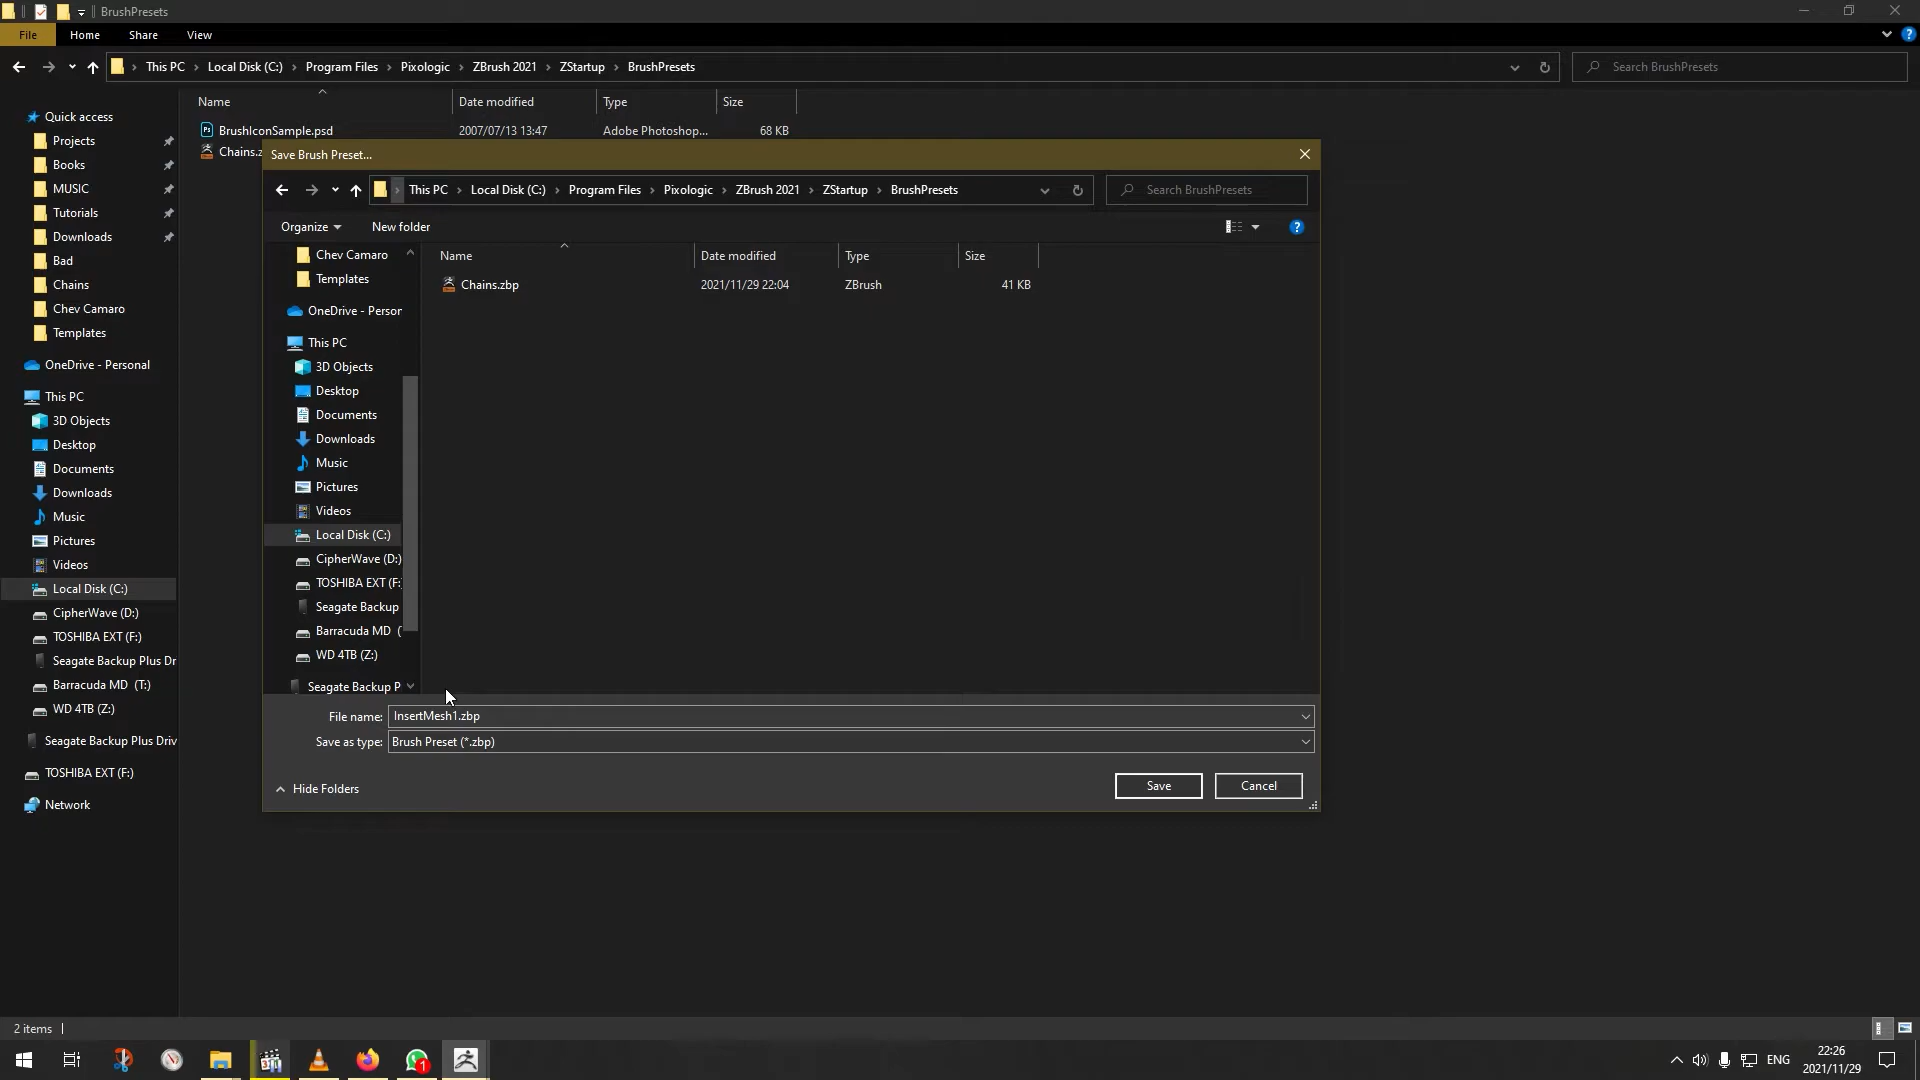 BrushPresets
File Home Share View
This PC Local Disk (C:) Program Files Pixologic ZBrush 2021 ZStartup BrushPresets Search BrushPresets
Name Date modified Type Size
BrushIconSample.psd 2007/07/13 13:47 Adobe Photoshop... 68 KB
Chains.z
Quick access
Projects
Books
MUSIC
Tutorials
Downloads
Bad
Chains
Chev Camaro
Templates
OneDrive - Personal
This PC
3D Objects
Desktop
Documents
Downloads
Music
Pictures
Videos
Local Disk (C:)
CipherWave (D:)
TOSHIBA EXT (F:)
Seagate Backup Plus Dr
Barracuda MD (T:)
WD 4TB (Z:)
Seagate Backup Plus Driv
TOSHIBA EXT (F:)
Network
Save Brush Preset...
This PC Local Disk (C:) Program Files Pixologic ZBrush 2021 ZStartup BrushPresets Search BrushPresets
Organize New folder
Name Date modified Type Size
Chains.zbp 2021/11/29 22:04 ZBrush 41 KB
Chev Camaro
Templates
OneDrive - Person
This PC
3D Objects
Desktop
Documents
Downloads
Music
Pictures
Videos
Local Disk (C:)
CipherWave (D:)
TOSHIBA EXT (F:
Seagate Backup
Barracuda MD (
WD 4TB (Z:)
Seagate Backup P
File name: InsertMesh1.zbp
Save as type: Brush Preset (*.zbp)
Hide Folders Save Cancel
2 items
1
ENG 22:26
2021/11/29